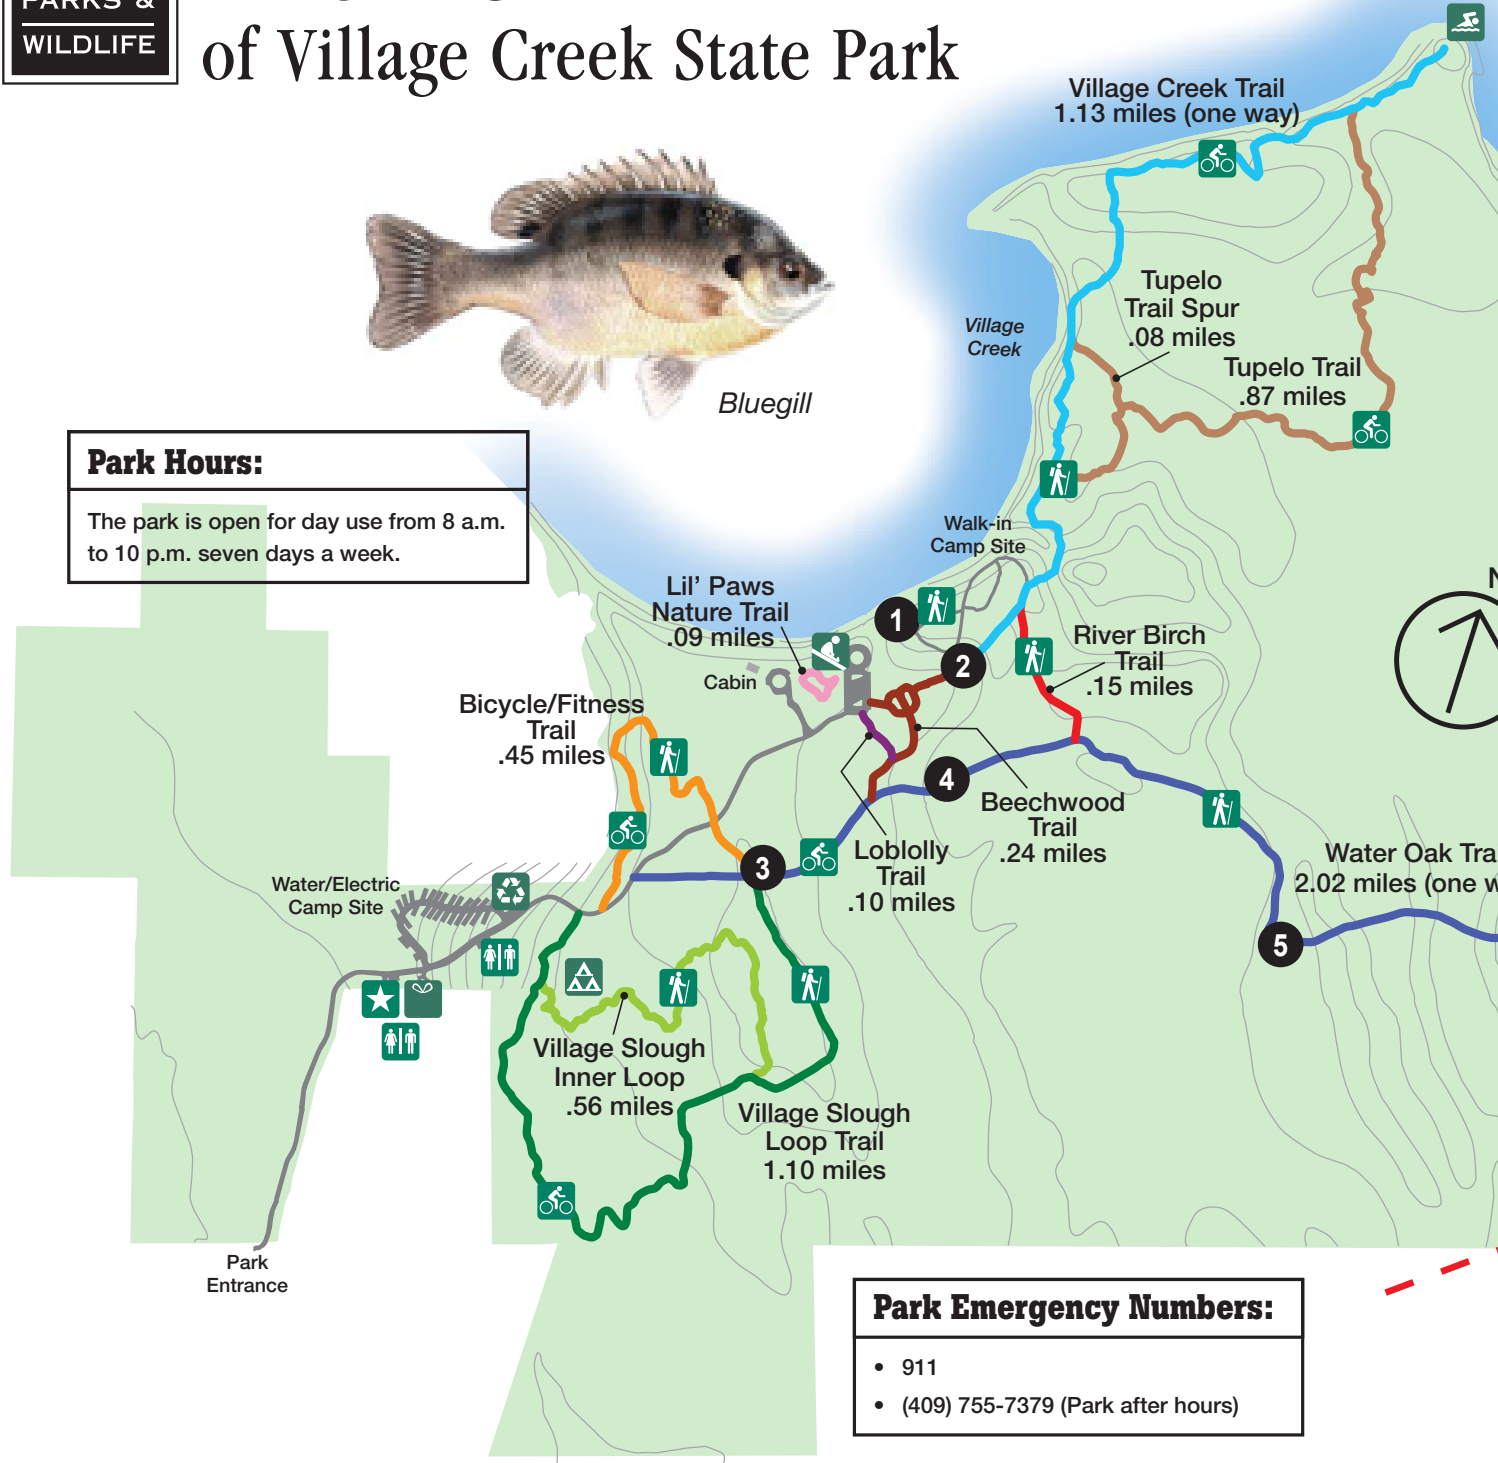 PARKS &
WILDLIFE
of Village Creek State Park
Village Creek Trail
1.13 miles (one way)
Tupelo
Trail Spur
.08 miles
Tupelo Trail
.87 miles
Village
Creek
Bluegill
Park Hours:
The park is open for day use from 8 a.m.
to 10 p.m. seven days a week.
Walk-in
Camp Site
Lil' Paws
Nature Trail
.09 miles
1
2
River Birch
Trail
.15 miles
N
Cabin
Bicycle/Fitness
Trail
.45 miles
4
Beechwood
Trail
.24 miles
Loblolly
Trail
.10 miles
3
Water Oak Tra
2.02 miles (one w
5
Water/Electric
Camp Site
Village Slough
Inner Loop
.56 miles
Village Slough
Loop Trail
1.10 miles
Park
Entrance
Park Emergency Numbers:
• 911
• (409) 755-7379 (Park after hours)